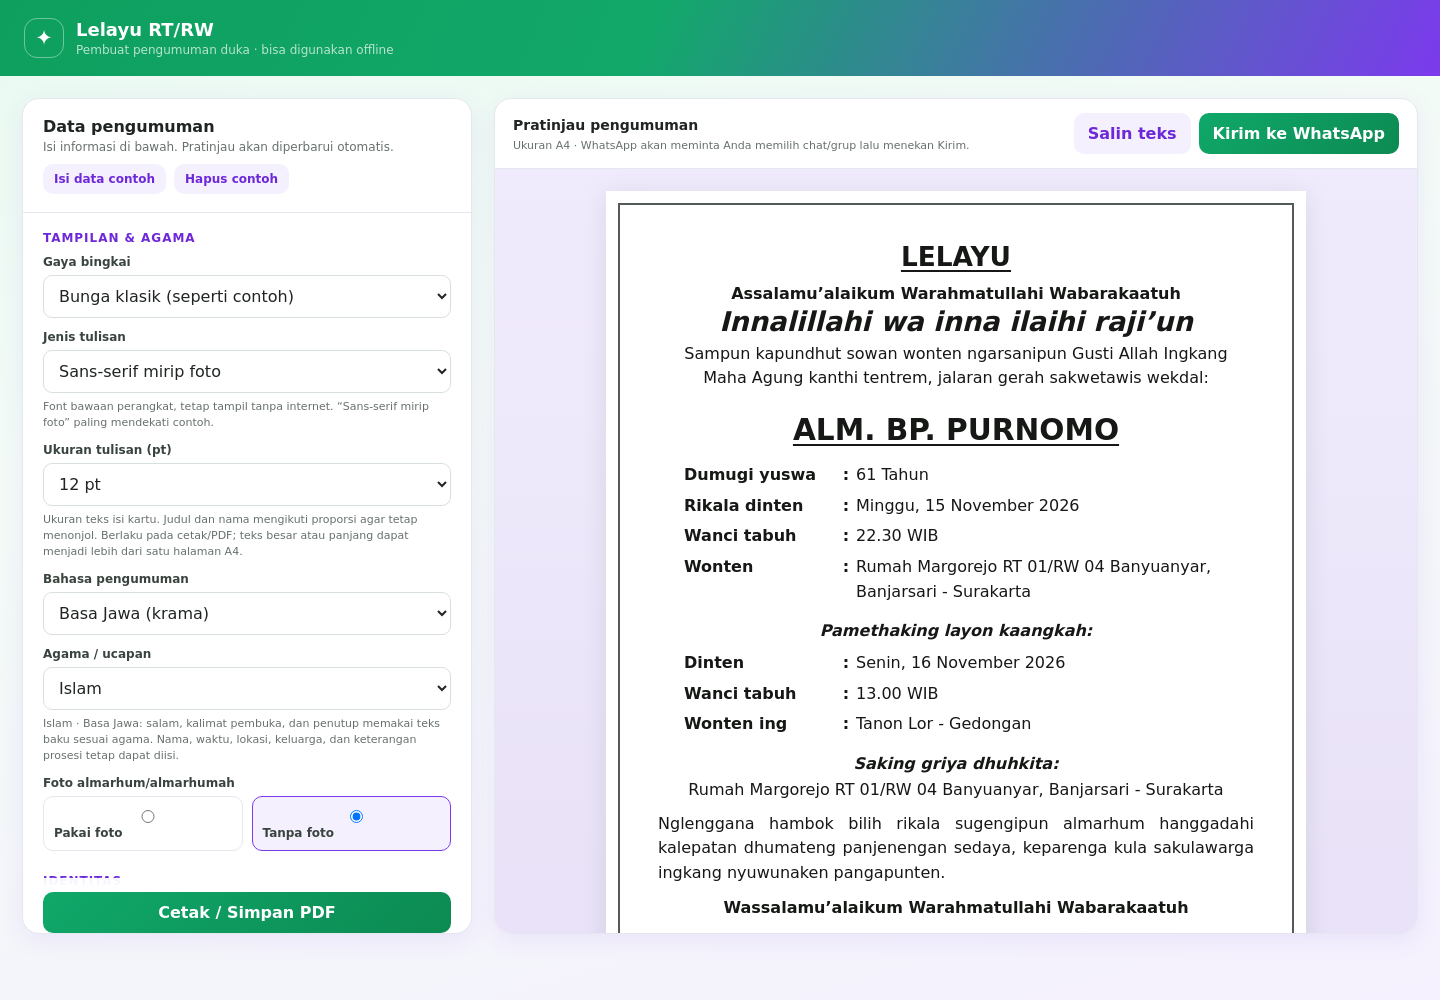 ✦
Lelayu RT/RW
Pembuat pengumuman duka · bisa digunakan offline
Data pengumuman
Isi informasi di bawah. Pratinjau akan diperbarui otomatis.
Isi data contoh
Hapus contoh
TAMPILAN & AGAMA
Gaya bingkai
Bunga klasik (seperti contoh)
Jenis tulisan
Sans-serif mirip foto
Font bawaan perangkat, tetap tampil tanpa internet. “Sans-serif mirip
foto” paling mendekati contoh.
Ukuran tulisan (pt)
12 pt
Ukuran teks isi kartu. Judul dan nama mengikuti proporsi agar tetap
menonjol. Berlaku pada cetak/PDF; teks besar atau panjang dapat
menjadi lebih dari satu halaman A4.
Bahasa pengumuman
Basa Jawa (krama)
Agama / ucapan
Islam
Islam · Basa Jawa: salam, kalimat pembuka, dan penutup memakai teks
baku sesuai agama. Nama, waktu, lokasi, keluarga, dan keterangan
prosesi tetap dapat diisi.
Foto almarhum/almarhumah
Pakai foto
Tanpa foto
IDENTITAS
Cetak / Simpan PDF
Pratinjau pengumuman
Ukuran A4 · WhatsApp akan meminta Anda memilih chat/grup lalu menekan Kirim.
Salin teks
Kirim ke WhatsApp
LELAYU
Assalamu’alaikum Warahmatullahi Wabarakaatuh
Innalillahi wa inna ilaihi raji’un
Sampun kapundhut sowan wonten ngarsanipun Gusti Allah Ingkang
Maha Agung kanthi tentrem, jalaran gerah sakwetawis wekdal:
ALM. BP. PURNOMO
Dumugi yuswa : 61 Tahun
Rikala dinten : Minggu, 15 November 2026
Wanci tabuh : 22.30 WIB
Wonten : Rumah Margorejo RT 01/RW 04 Banyuanyar,
Banjarsari - Surakarta
Pamethaking layon kaangkah:
Dinten : Senin, 16 November 2026
Wanci tabuh : 13.00 WIB
Wonten ing : Tanon Lor - Gedongan
Saking griya dhuhkita:
Rumah Margorejo RT 01/RW 04 Banyuanyar, Banjarsari - Surakarta
Nglenggana hambok bilih rikala sugengipun almarhum hanggadahi
kalepatan dhumateng panjenengan sedaya, keparenga kula sakulawarga
ingkang nyuwunaken pangapunten.
Wassalamu’alaikum Warahmatullahi Wabarakaatuh